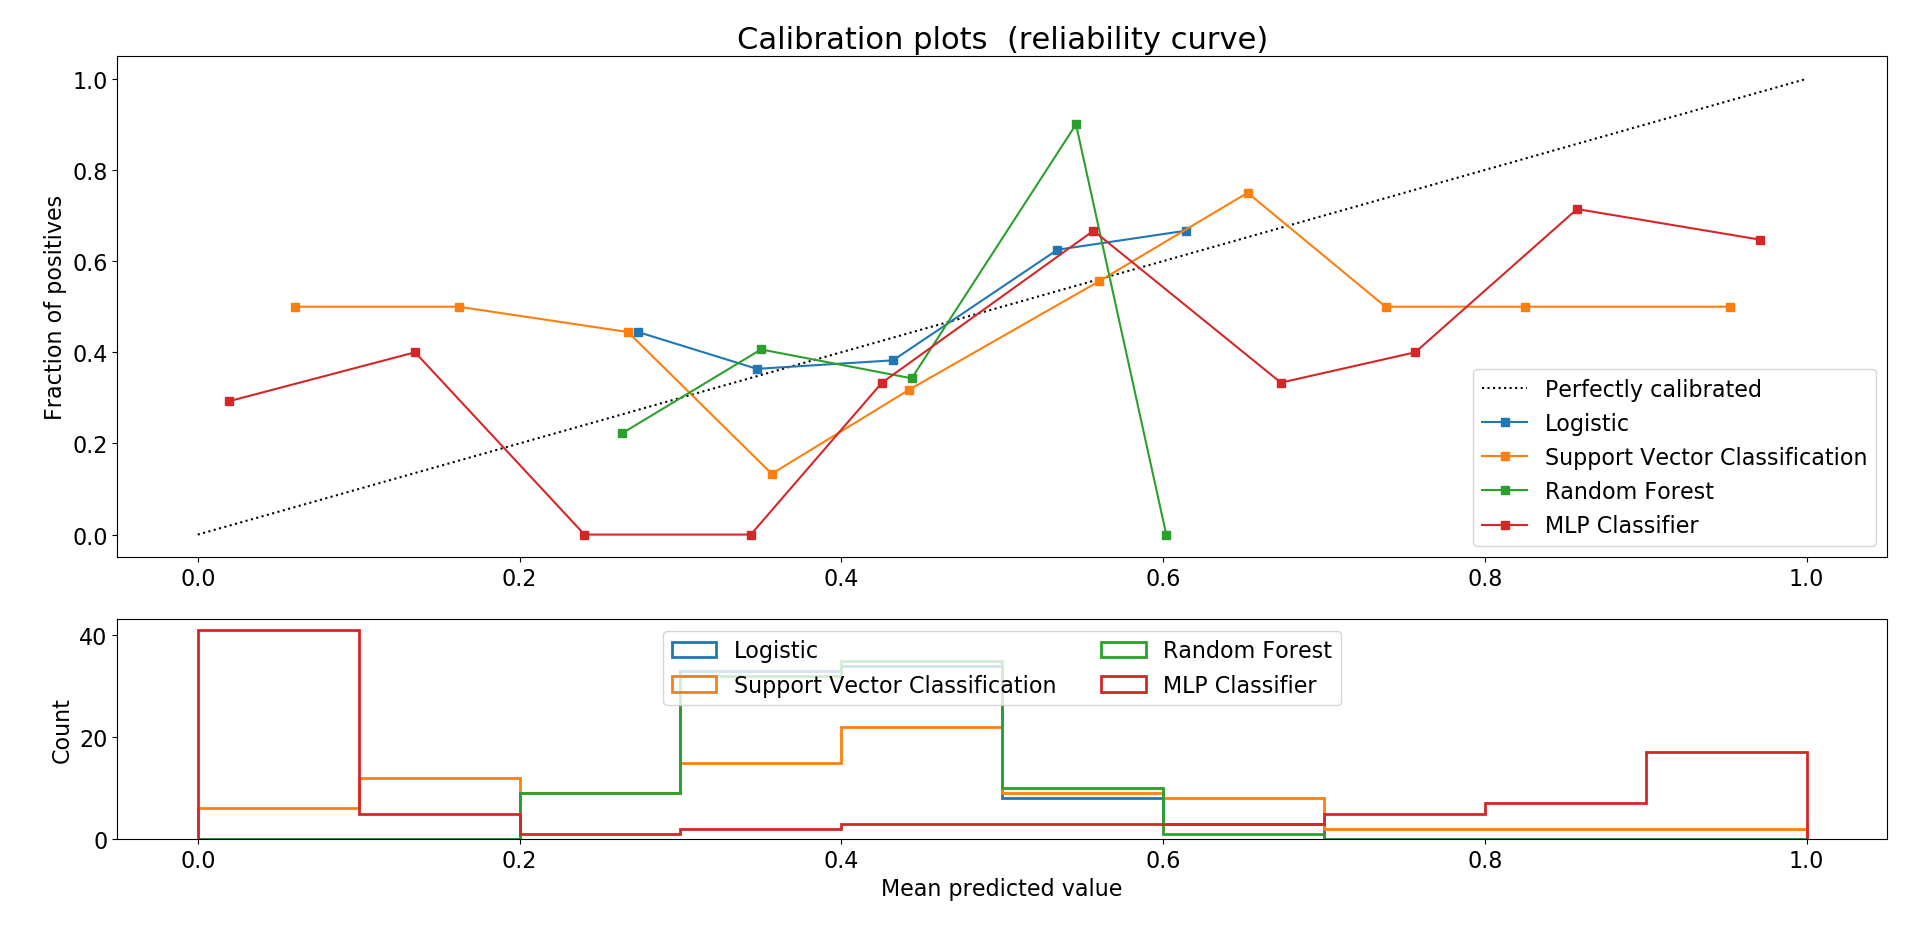 Calibration plots  (reliability curve)
1.0
0.8
0.6
0.4
0.2
0.0
Fraction of positives
Perfectly calibrated
Logistic
Support Vector Classification
Random Forest
MLP Classifier
0.0 0.2 0.4 0.6 0.8 1.0
40
20
0
Count
Logistic Random Forest
Support Vector Classification MLP Classifier
0.0 0.2 0.4 0.6 0.8 1.0
Mean predicted value